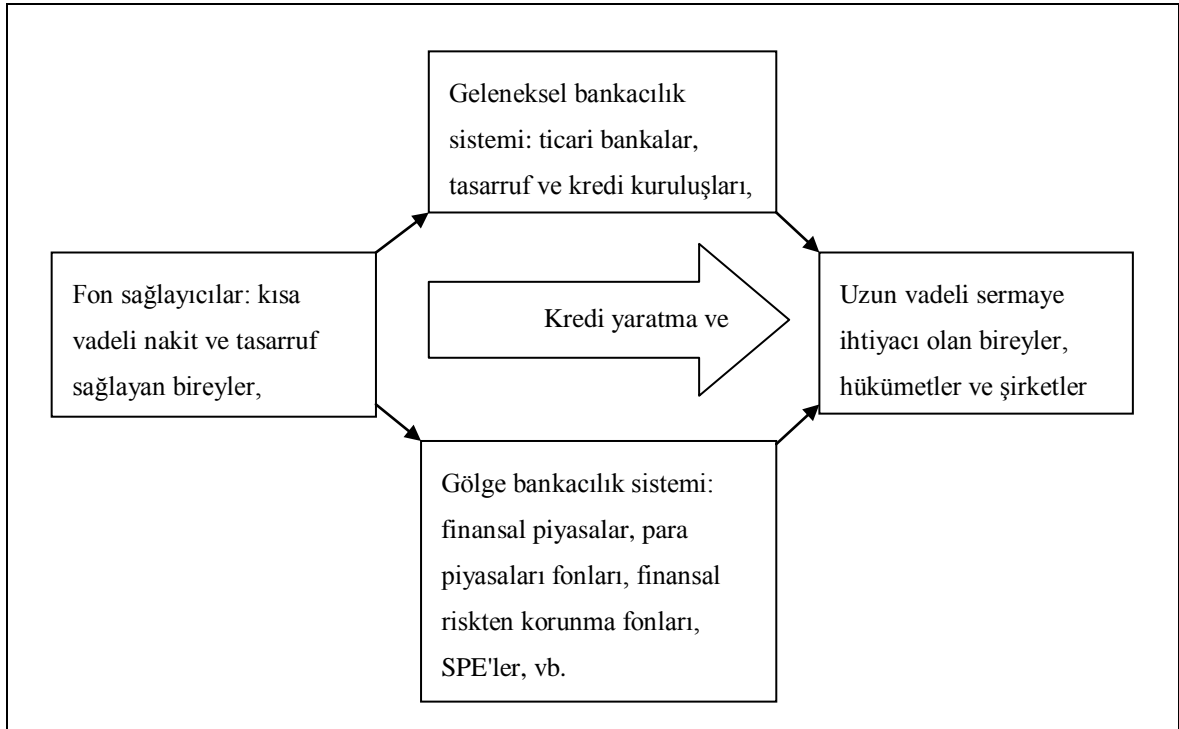 Geleneksel bankacılık
sistemi: ticari bankalar,
tasarruf ve kredi kuruluşları,
Fon sağlayıcılar: kısa
vadeli nakit ve tasarruf
sağlayan bireyler,
Kredi yaratma ve
Uzun vadeli sermaye
ihtiyacı olan bireyler,
hükümetler ve şirketler
Gölge bankacılık sistemi:
finansal piyasalar, para
piyasaları fonları, finansal
riskten korunma fonları,
SPE'ler, vb.